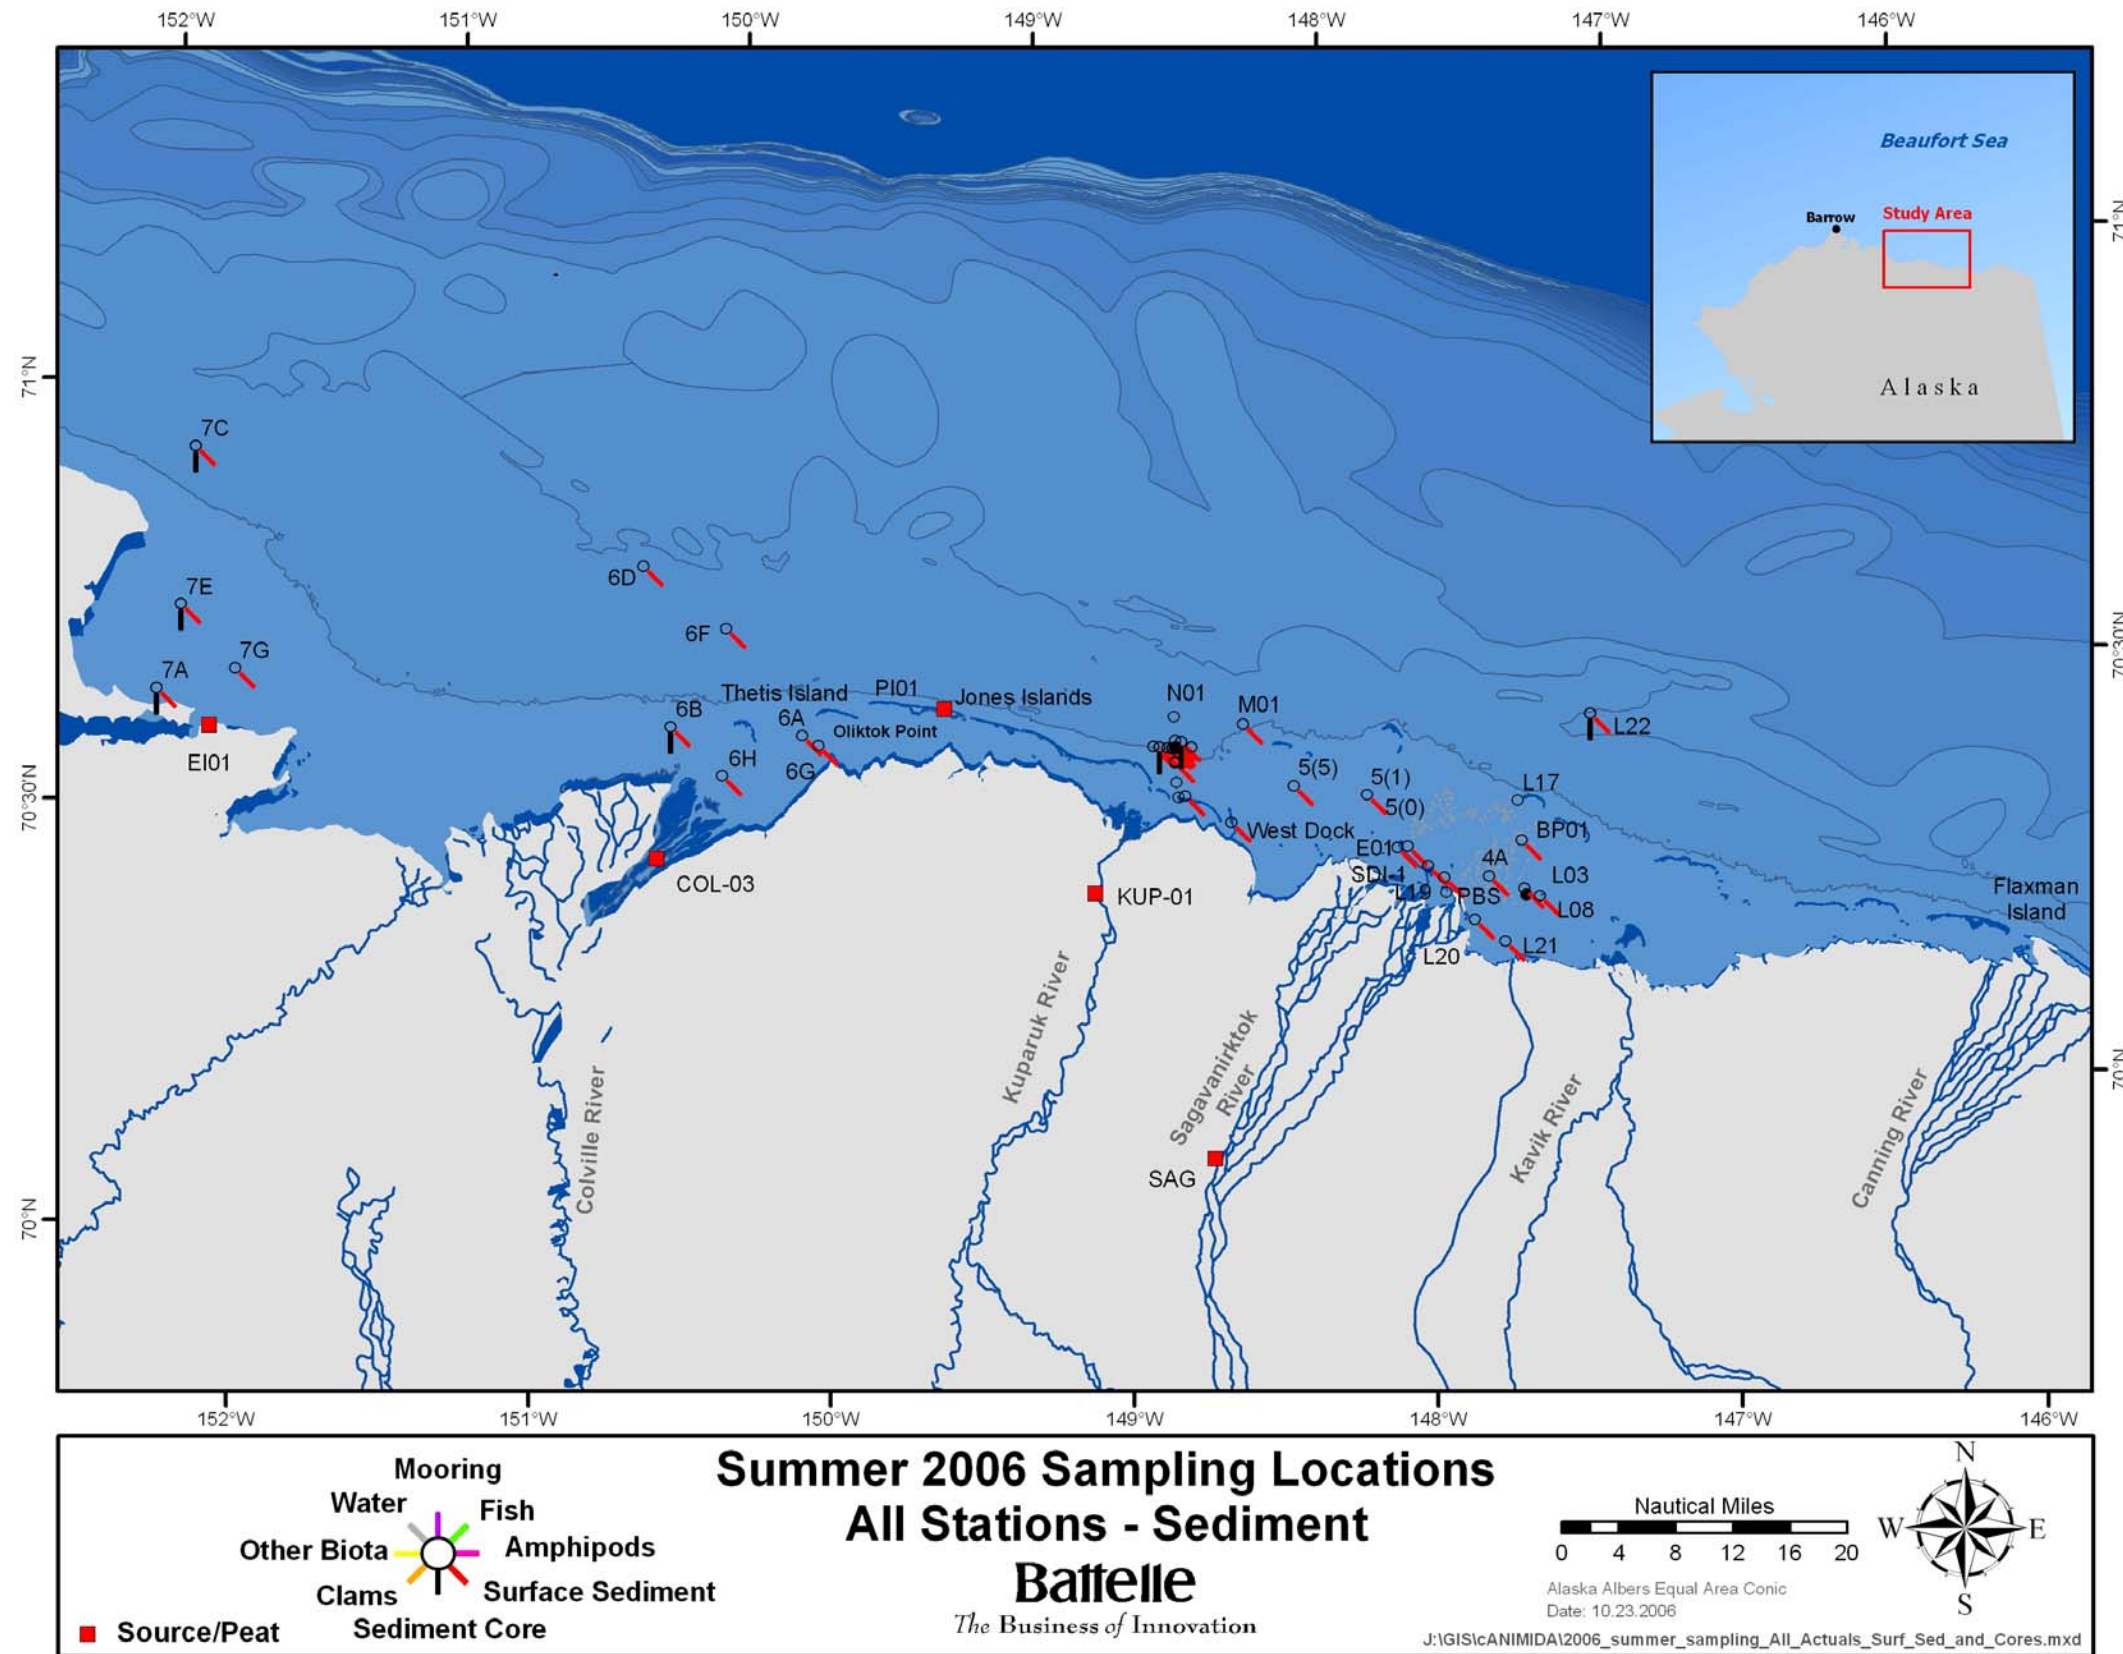 152°W 151°W 150°W 149°W 148°W 147°W 146°W
71°N
71°N
70°30'N
70°30'N
70°N
70°N
Beaufort Sea
Barrow
Study Area
Alaska
7C
7E
7G
7A
EI01
6D
6F
Thetis Island
PI01
Jones Islands
6B
6A
Oliktok Point
6H
6G
N01
M01
L22
5(5)
5(1)
5(0)
L17
West Dock
BP01
E01
4A
SDI-1
L03
L19
PBS
L08
Flaxman
Island
L20
L21
COL-03
KUP-01
SAG
Colville River
Kuparuk River
Sagavanirktok
River
Kavik River
Canning River
152°W 151°W 150°W 149°W 148°W 147°W 146°W
Mooring
Water
Fish
Other Biota
Amphipods
Clams
Surface Sediment
Sediment Core
Source/Peat
Summer 2006 Sampling Locations
All Stations - Sediment
Battelle
The Business of Innovation
Nautical Miles
0 4 8 12 16 20
Alaska Albers Equal Area Conic
Date: 10.23.2006
N
W
E
S
J:\GIS\cANIMIDA\2006_summer_sampling_All_Actuals_Surf_Sed_and_Cores.mxd